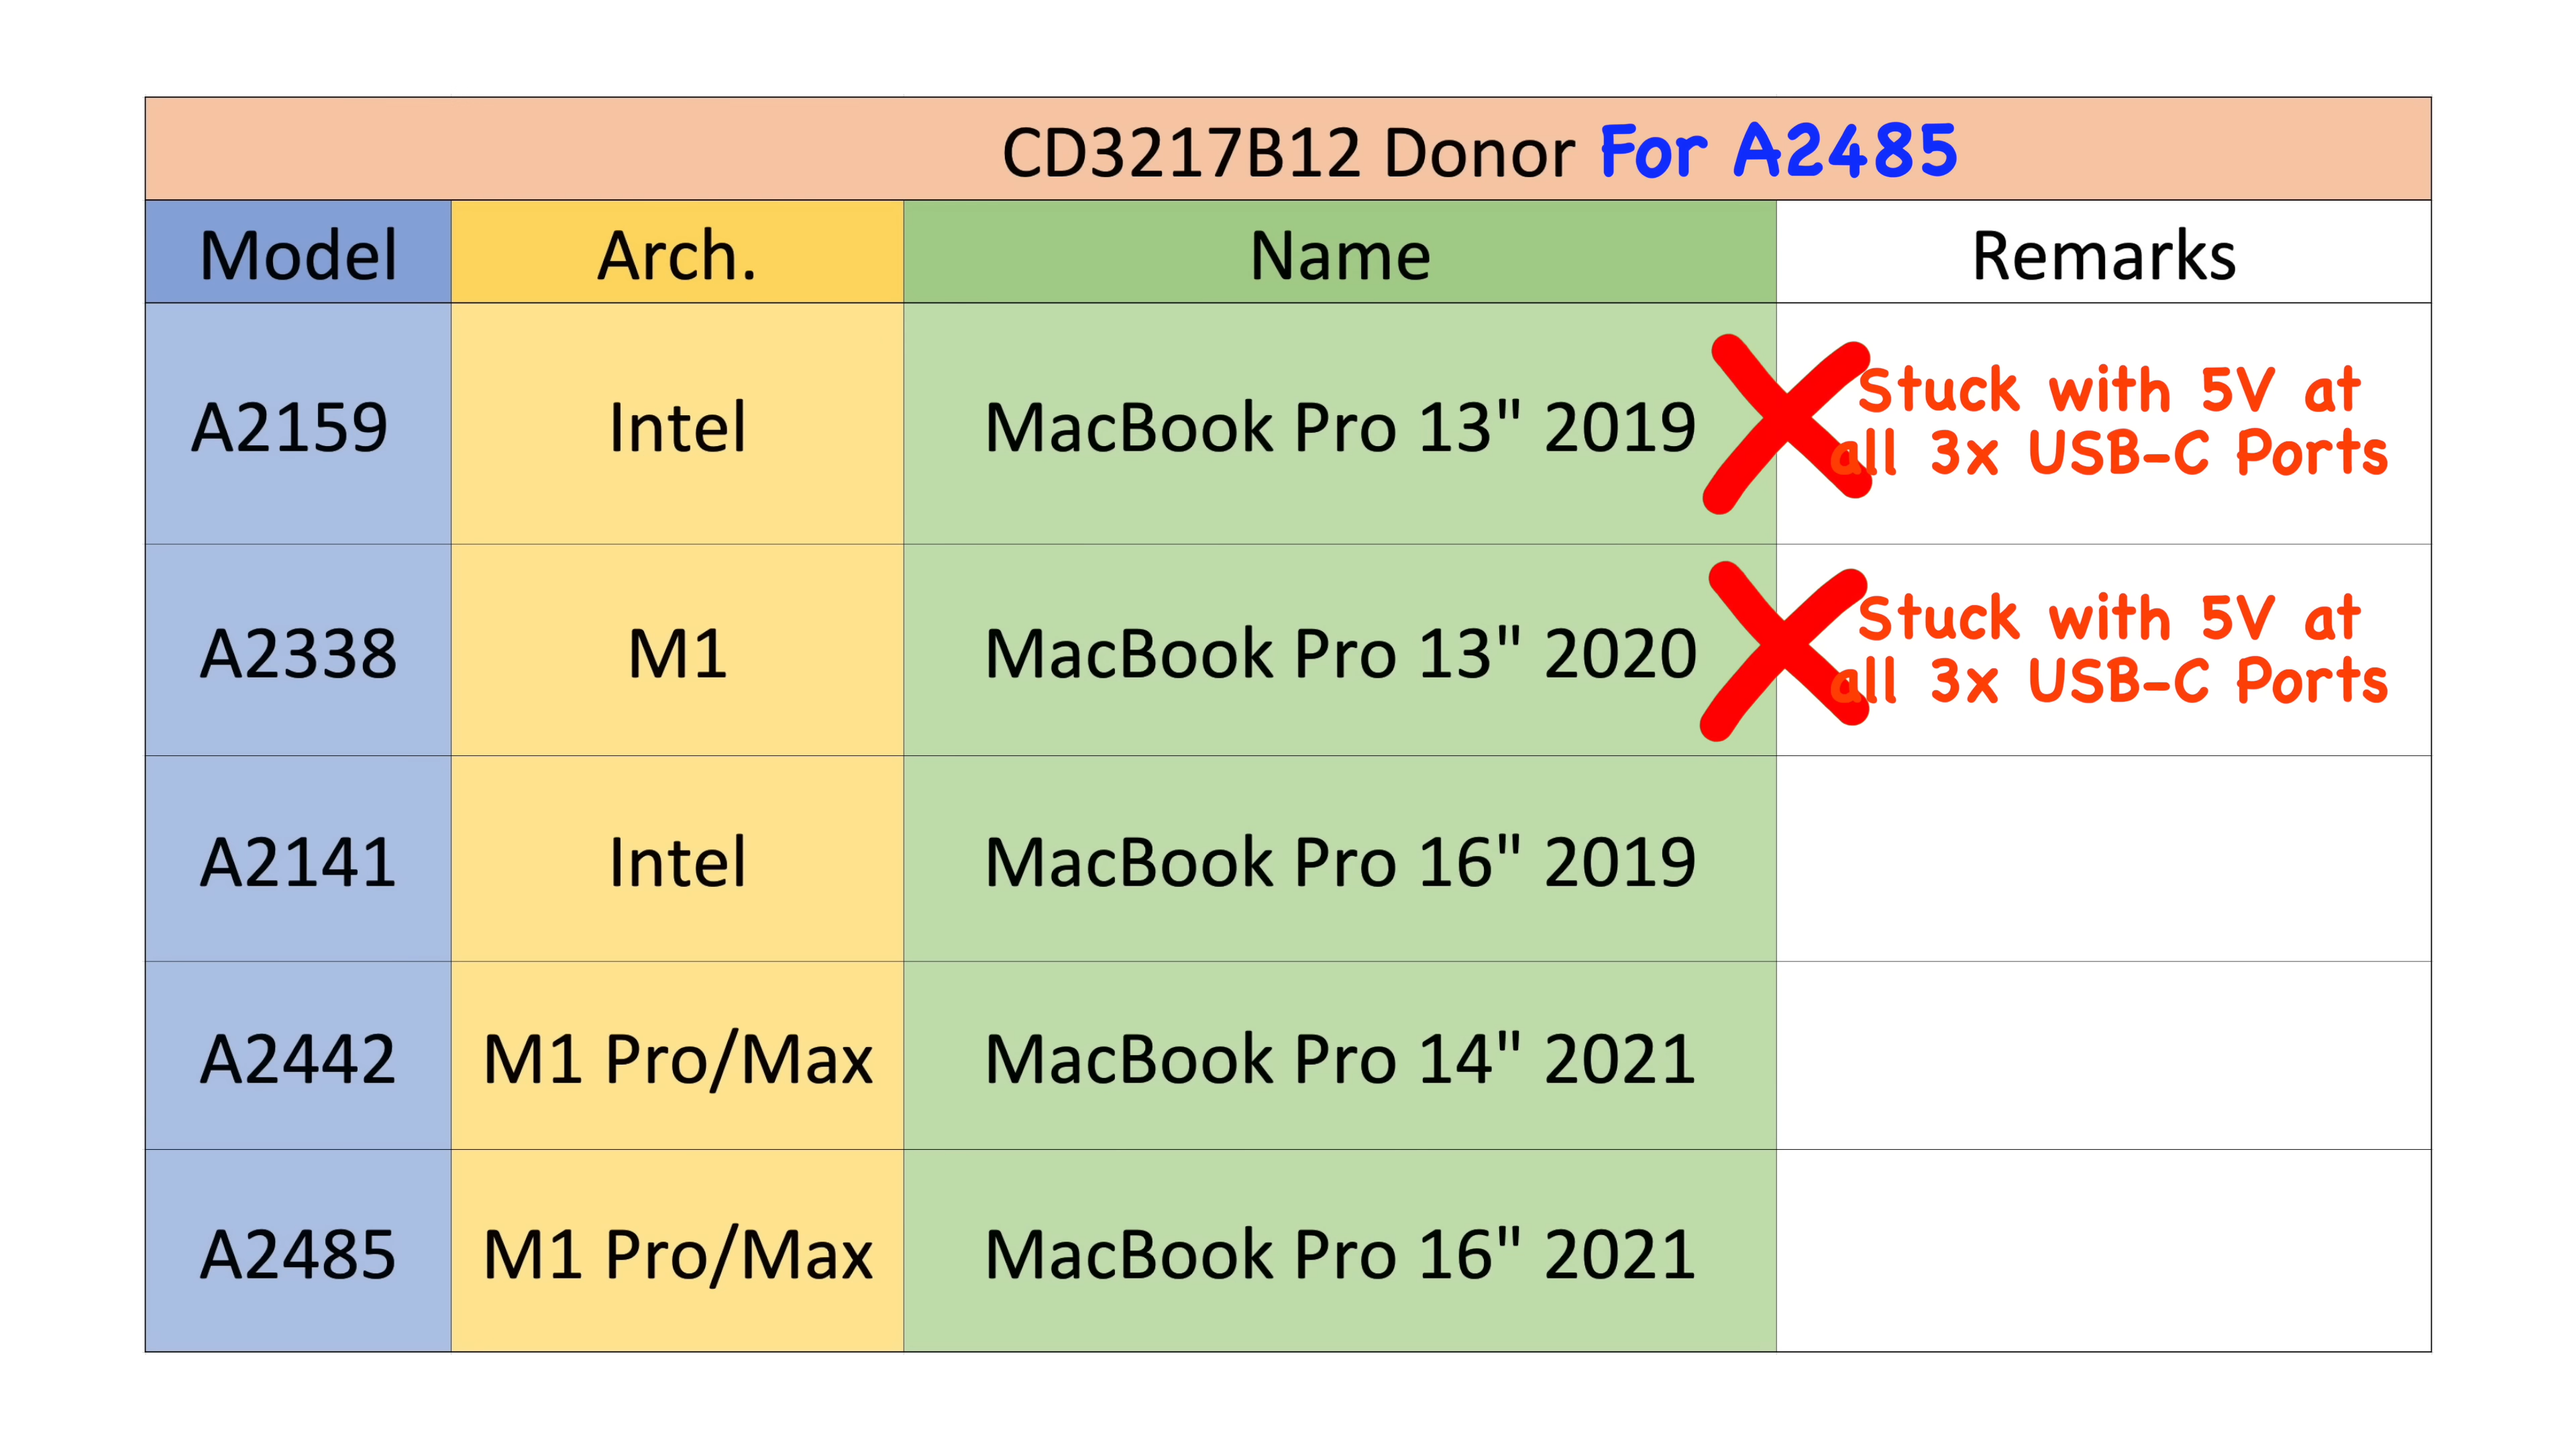 CD3217B12 Donor For A2485
Model Arch. Name Remarks
A2159 Intel MacBook Pro 13" 2019 Stuck with 5V at
all 3x USB-C Ports
A2338 M1 MacBook Pro 13" 2020 Stuck with 5V at
all 3x USB-C Ports
A2141 Intel MacBook Pro 16" 2019
A2442 M1 Pro/Max MacBook Pro 14" 2021
A2485 M1 Pro/Max MacBook Pro 16" 2021